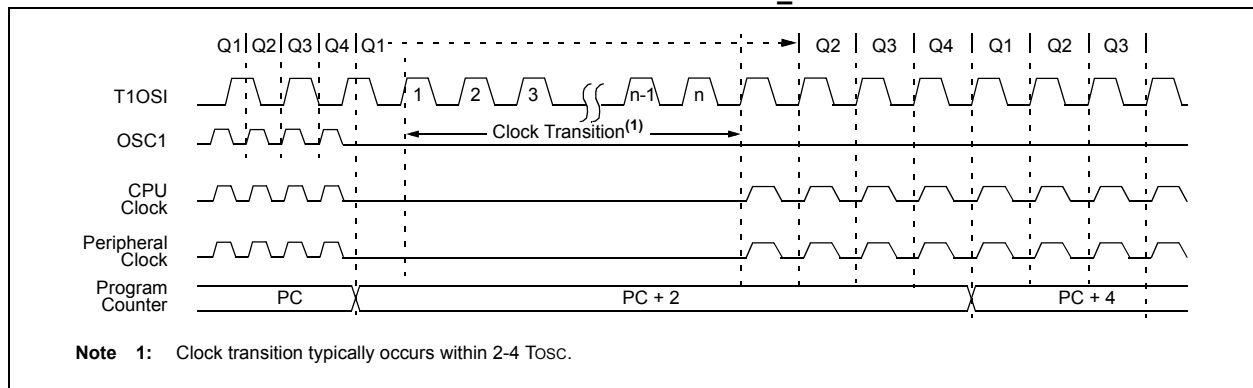 Q1 Q2 Q3 Q4 Q1 Q2 Q3 Q4 Q1 Q2 Q3
T1OSI
1 2 3 n-1 n
Clock Transition(1)
OSC1
CPU
Clock
Peripheral
Clock
Program
Counter
PC PC + 2 PC + 4
Note 1: Clock transition typically occurs within 2-4 TOSC.